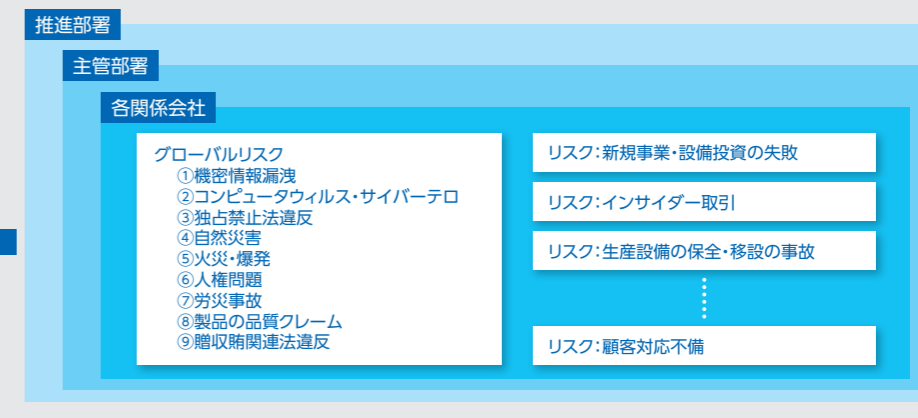 推進部署
主管部署
各関係会社
グローバルリスク
①機密情報漏洩
②コンピュータウィルス・サイバーテロ
③独占禁止法違反
④自然災害
⑤火災・爆発
⑥人権問題
⑦労災事故
⑧製品の品質クレーム
⑨贈収賄関連法違反
リスク：新規事業・設備投資の失敗
リスク：インサイダー取引
リスク：生産設備の保全・移設の事故
リスク：顧客対応不備